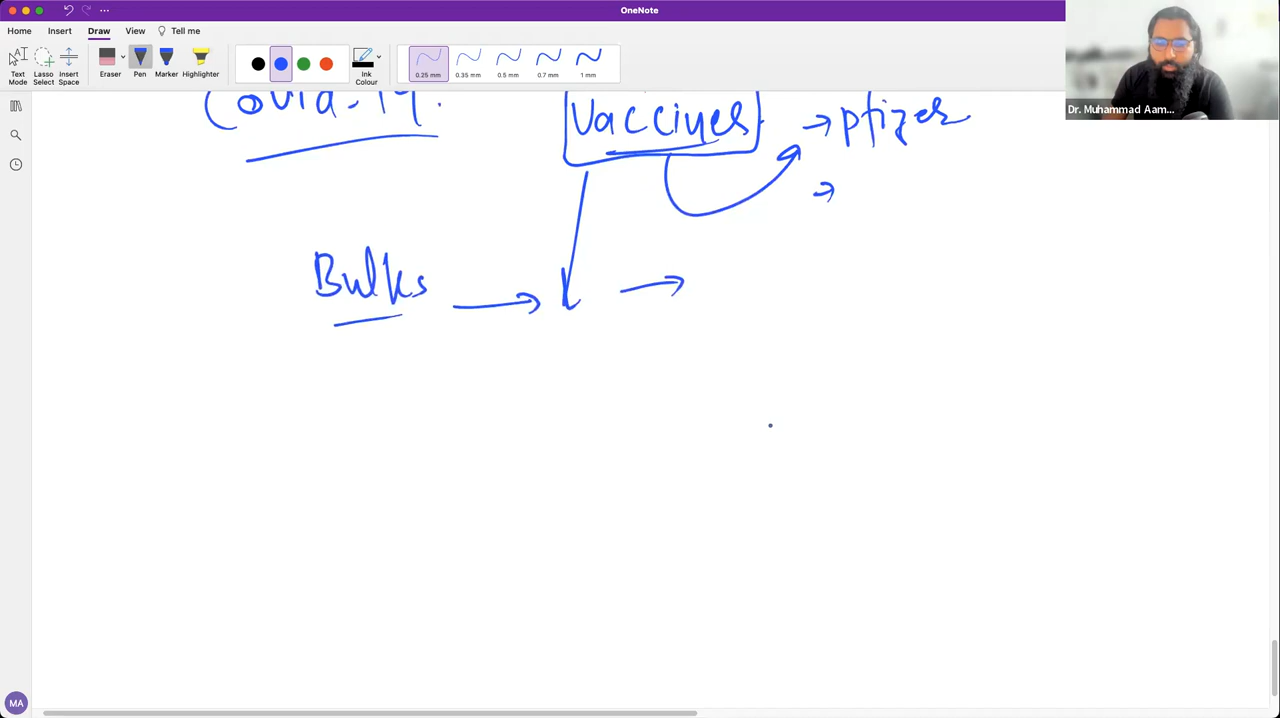 OneNote
Home Insert Draw View Tell me
Text Mode
Lasso Select
Insert Space
Eraser
Pen
Marker
Highlighter
Ink Colour
0.25 mm
0.35 mm
0.5 mm
0.7 mm
1 mm
Dr. Muhammad Aam...
Covid-19.
Vaccines → pfizer
→
Bulks → →
MA